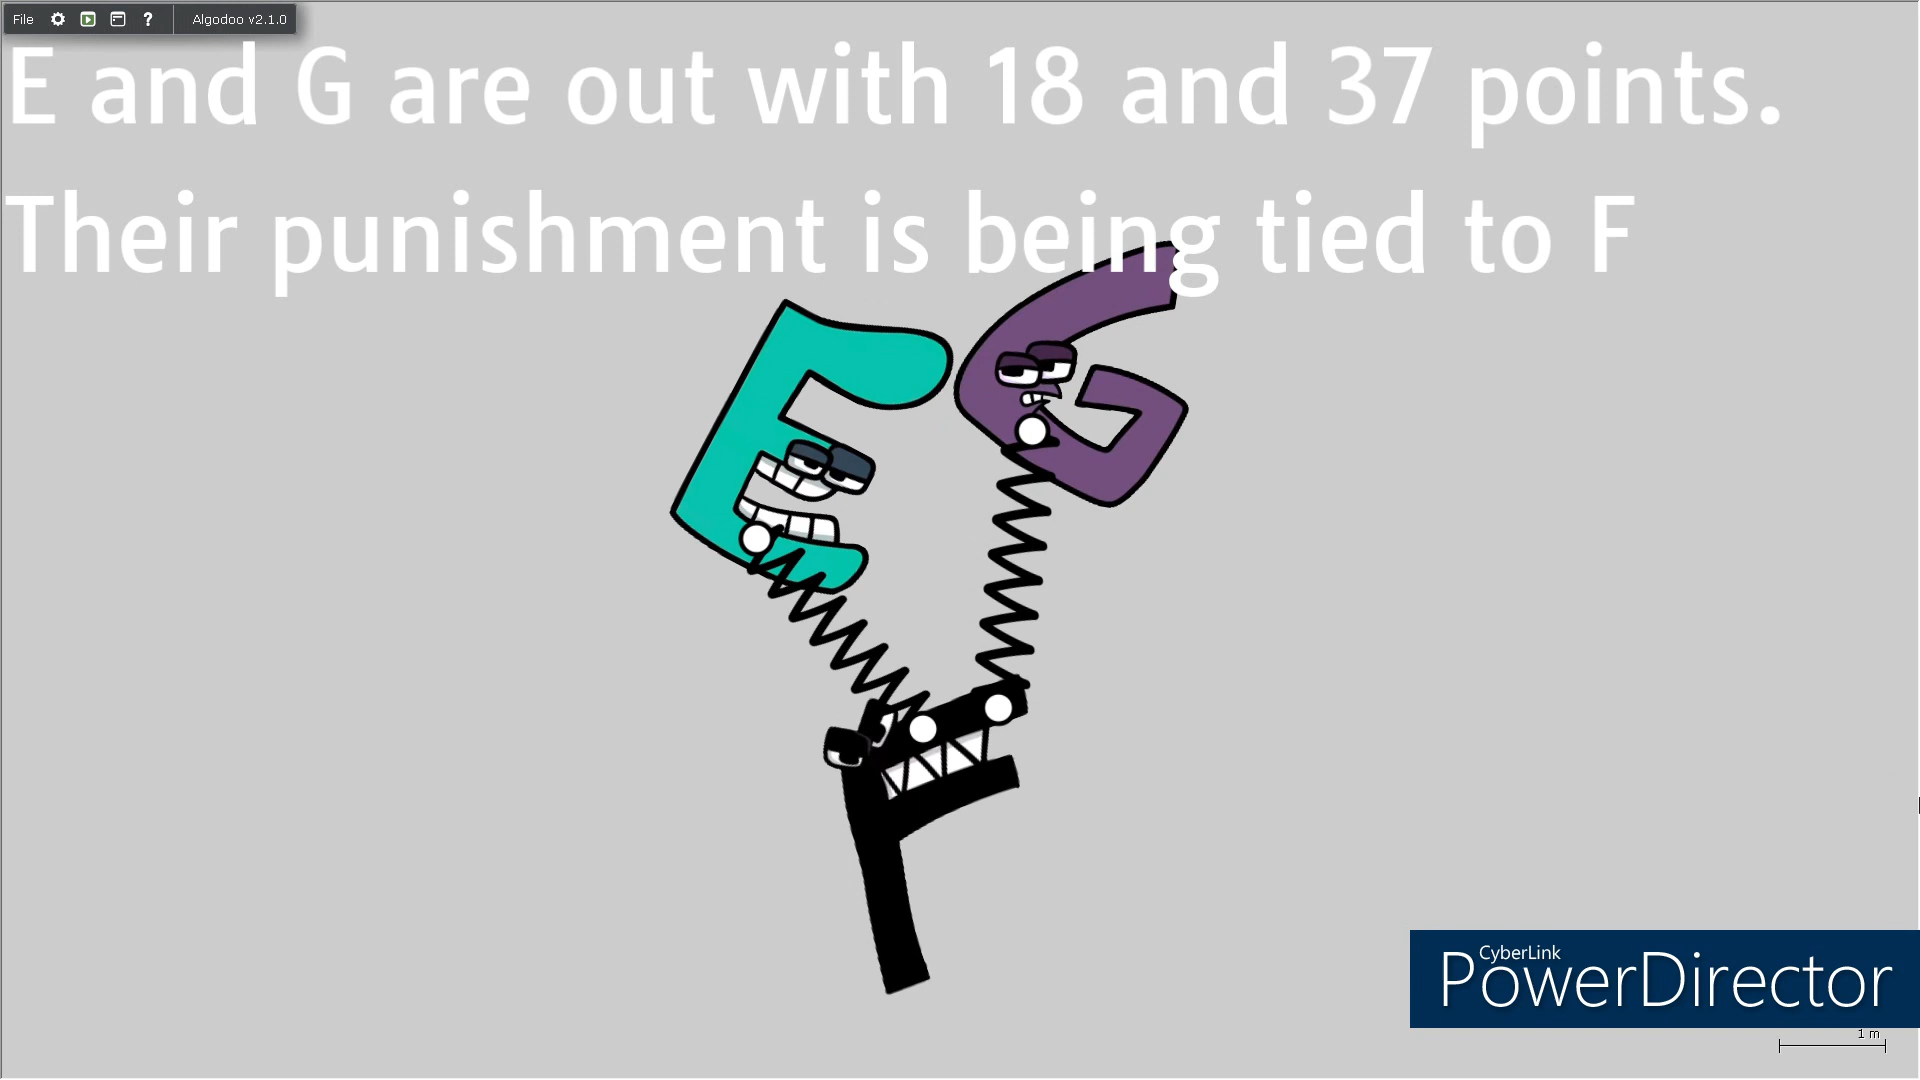 File ? Algodoo v2.1.0
E and G are out with 18 and 37 points.
Their punishment is being tied to F
CyberLink
PowerDirector
1 m